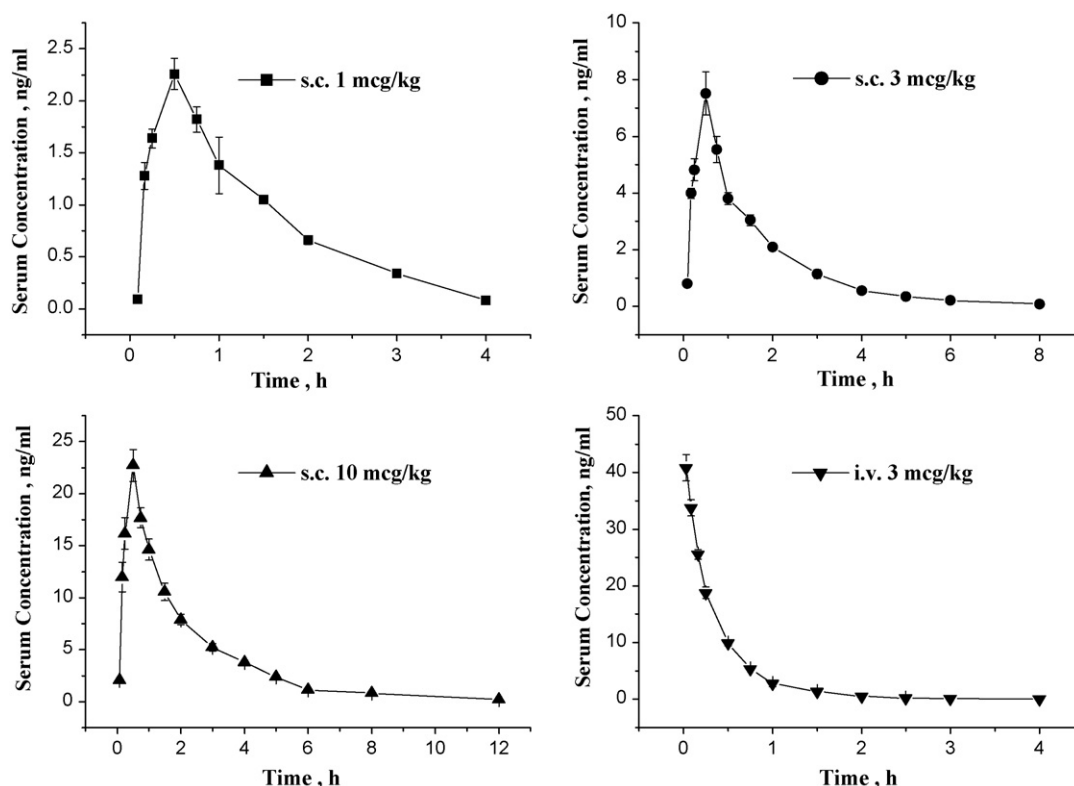 2.5
2.0
1.5
1.0
0.5
0.0
Serum Concentration , ng/ml
s.c. 1 mcg/kg
0 1 2 3 4
Time , h
10
8
6
4
2
0
Serum Concentration , ng/ml
s.c. 3 mcg/kg
0 2 4 6 8
Time , h
25
20
15
10
5
0
Serum Concentration , ng/ml
s.c. 10 mcg/kg
0 2 4 6 8 10 12
Time , h
50
40
30
20
10
0
Serum Concentration, ng/ml
i.v. 3 mcg/kg
0 1 2 3 4
Time , h